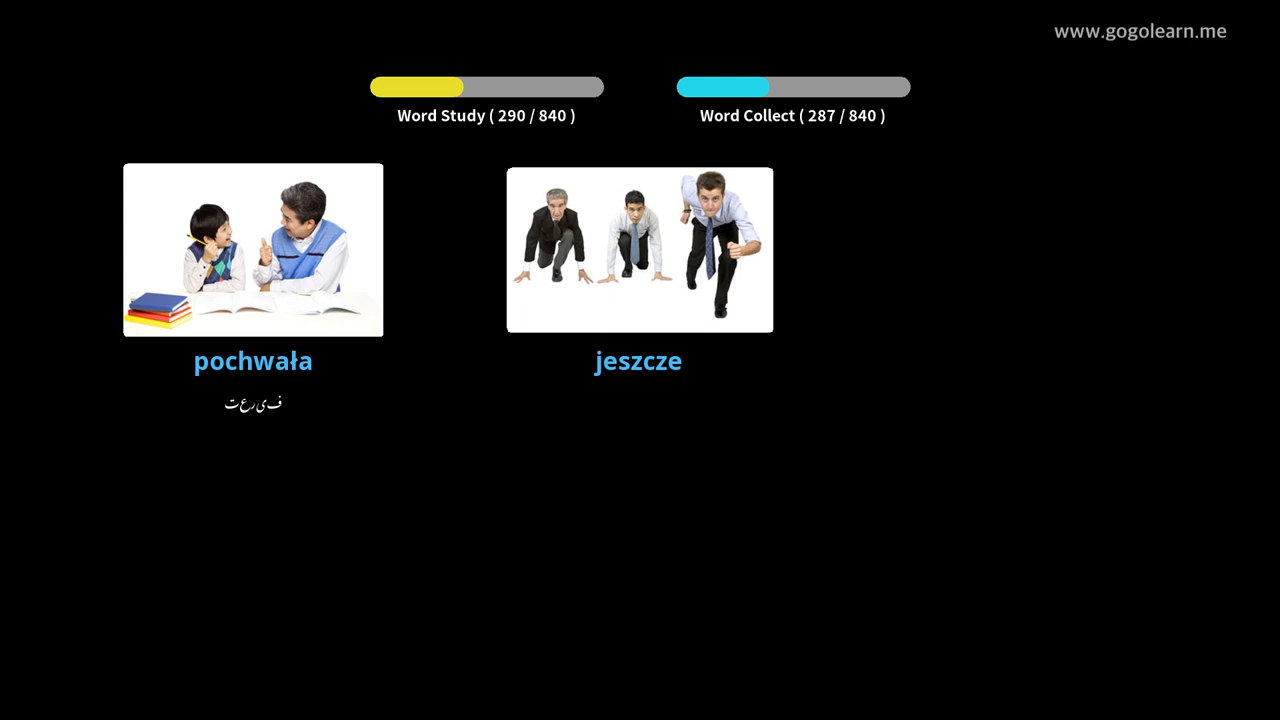 www.gogolearn.me
Word Study ( 290 / 840 )
Word Collect ( 287 / 840 )
pochwała
jeszcze
تعریف